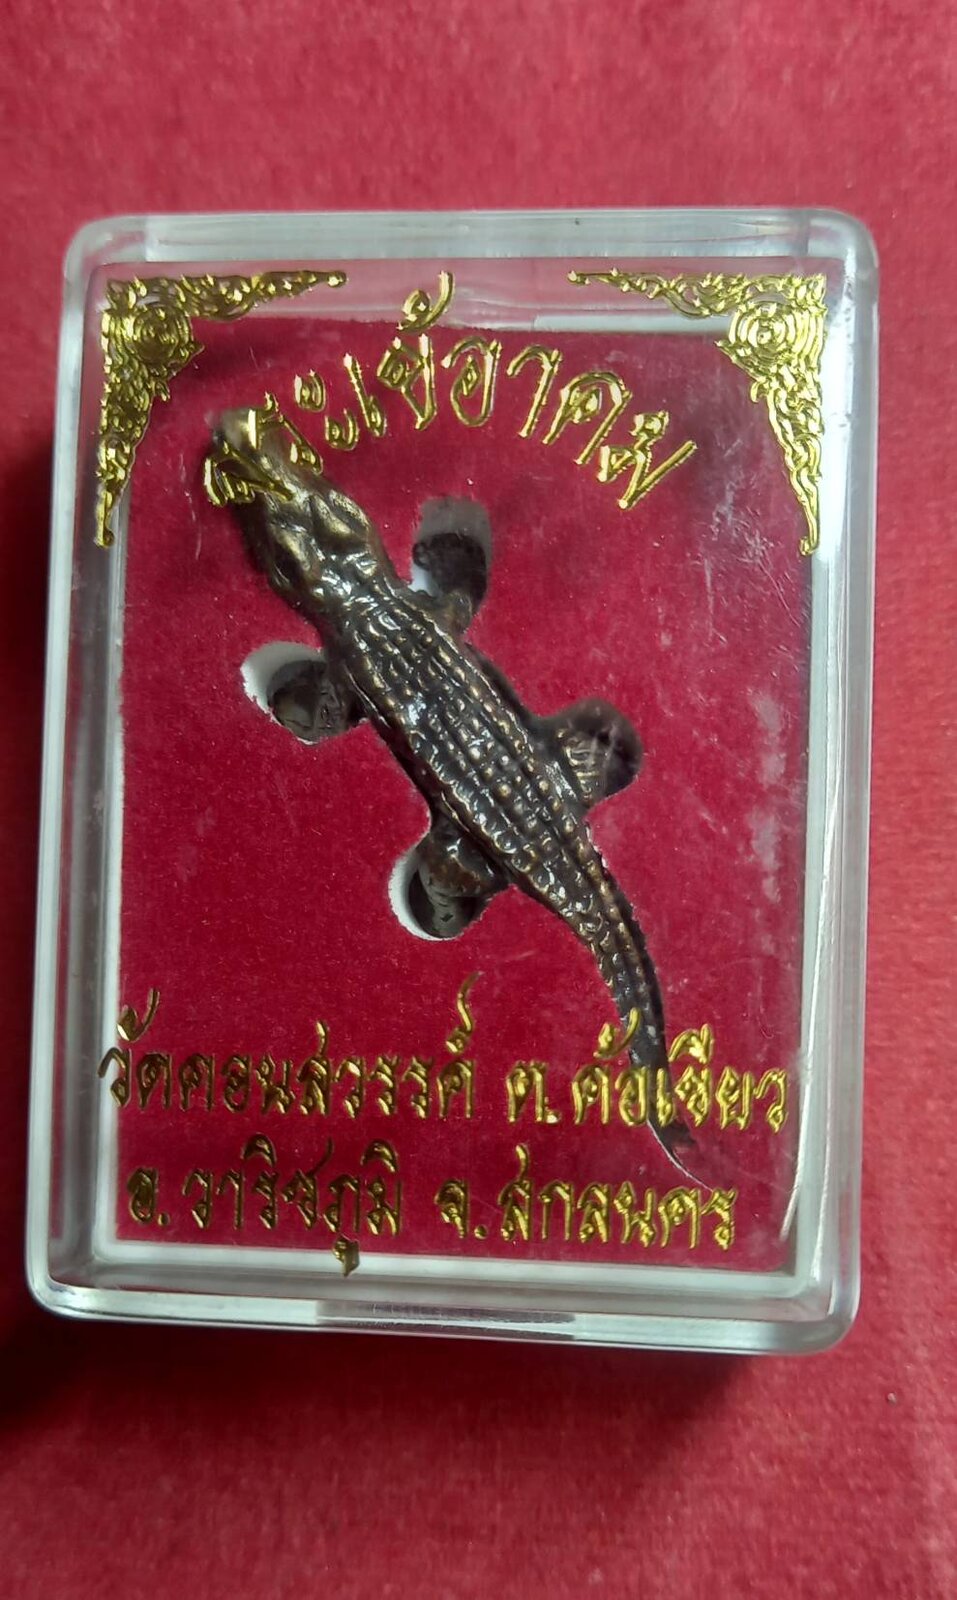 จระเข้อาคม
วัดดอนสวรรค์ ต.ค้อเขียว
อ.วาริชภูมิ จ.สกลนคร